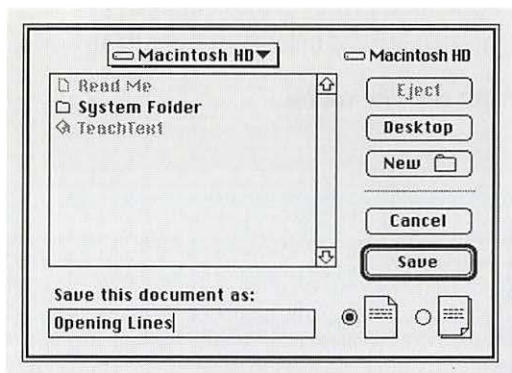 Macintosh HD
Macintosh HD
Read Me
System Folder
TeachText
Eject
Desktop
New
Cancel
Save
Save this document as:
Opening Lines